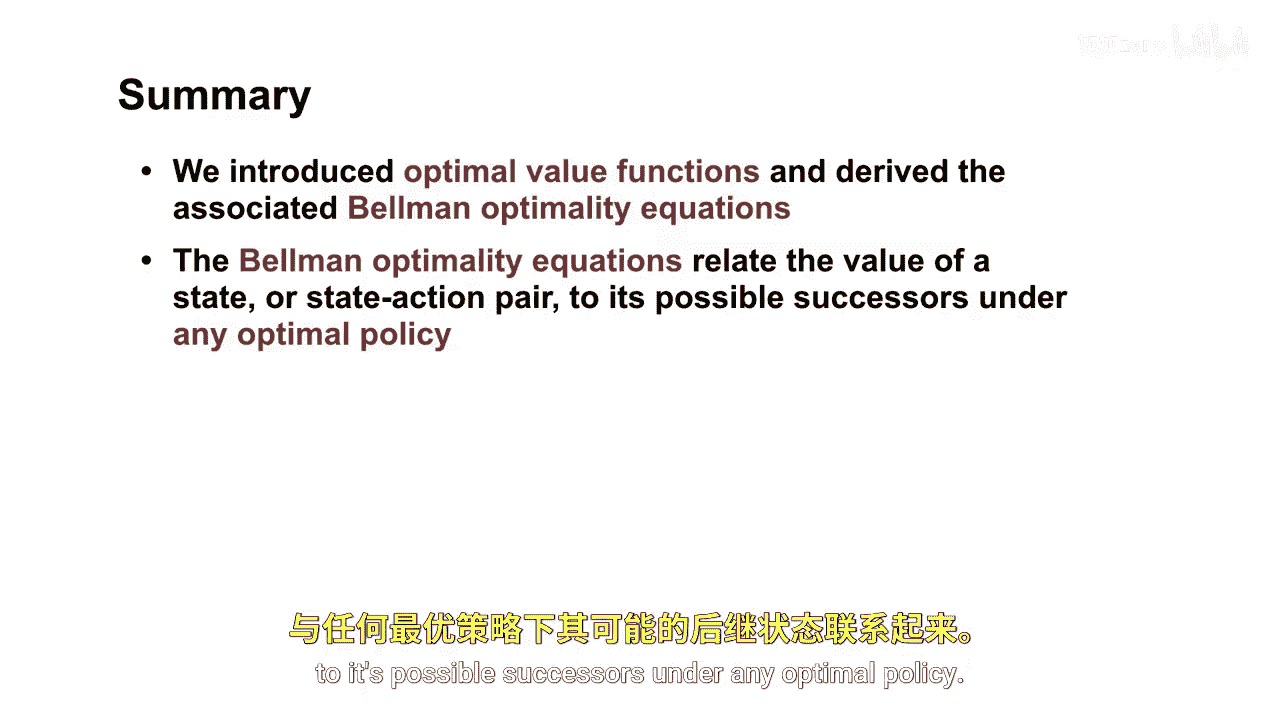 Summary
• We introduced optimal value functions and derived the
associated Bellman optimality equations
• The Bellman optimality equations relate the value of a
state, or state-action pair, to its possible successors under
any optimal policy
与任何最优策略下其可能的后继状态联系起来。
to it's possible successors under any optimal policy.